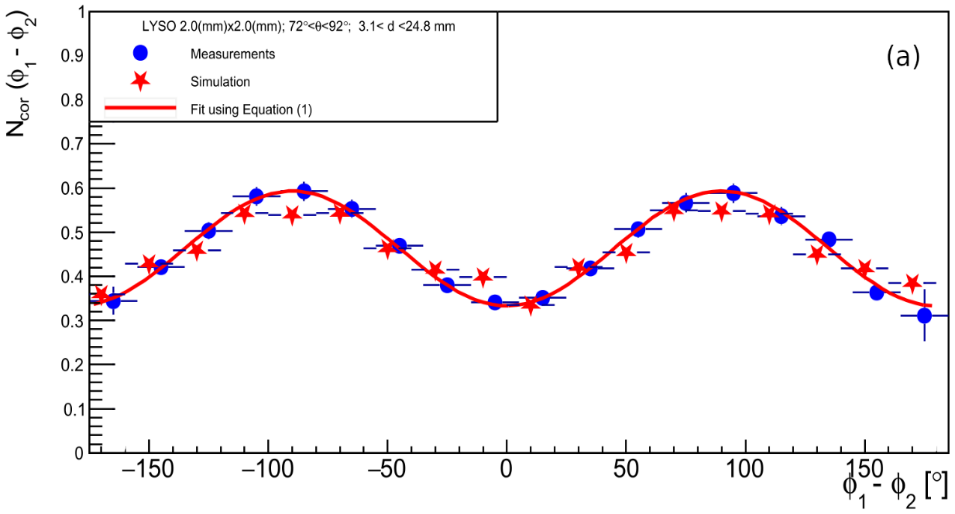 LYSO 2.0(mm)x2.0(mm); 72°<θ<92°; 3.1< d <24.8 mm
Measurements
Simulation
Fit using Equation (1)
(a)
N_cor (ϕ_1 - ϕ_2)
1
0.9
0.8
0.7
0.6
0.5
0.4
0.3
0.2
0.1
0
−150 −100 −50 0 50 100 150
ϕ_1 - ϕ_2 [°]